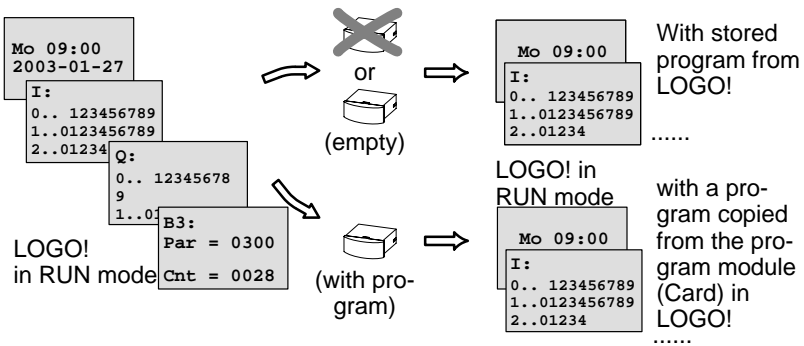 Mo 09:00
2003-01-27
I:
0.. 123456789
1..0123456789
2..01234
Q:
0.. 12345678
9
1..01
B3:
Par = 0300
Cnt = 0028
LOGO!
in RUN mode
or
(empty)
(with pro-
gram)
Mo 09:00
I:
0.. 123456789
1..0123456789
2..01234
With stored
program from
LOGO!
......
LOGO! in
RUN mode
Mo 09:00
I:
0.. 123456789
1..0123456789
2..01234
with a pro-
gram copied
from the pro-
gram module
(Card) in
LOGO!
......